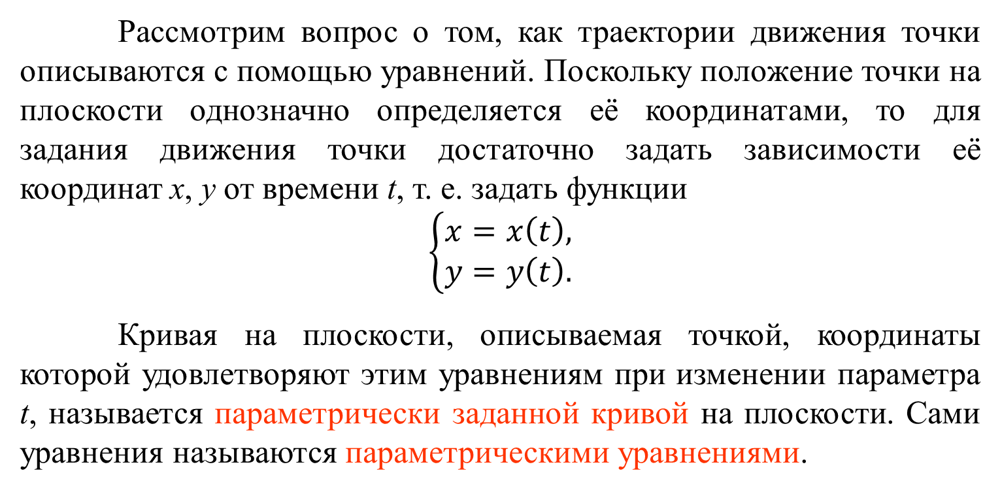 Рассмотрим вопрос о том, как траектории движения точки
описываются с помощью уравнений. Поскольку положение точки на
плоскости однозначно определяется её координатами, то для
задания движения точки достаточно задать зависимости её
координат x, y от времени t, т. е. задать функции
{x = x(t),
y = y(t).
Кривая на плоскости, описываемая точкой, координаты
которой удовлетворяют этим уравнениям при изменении параметра
t, называется параметрически заданной кривой на плоскости. Сами
уравнения называются параметрическими уравнениями.